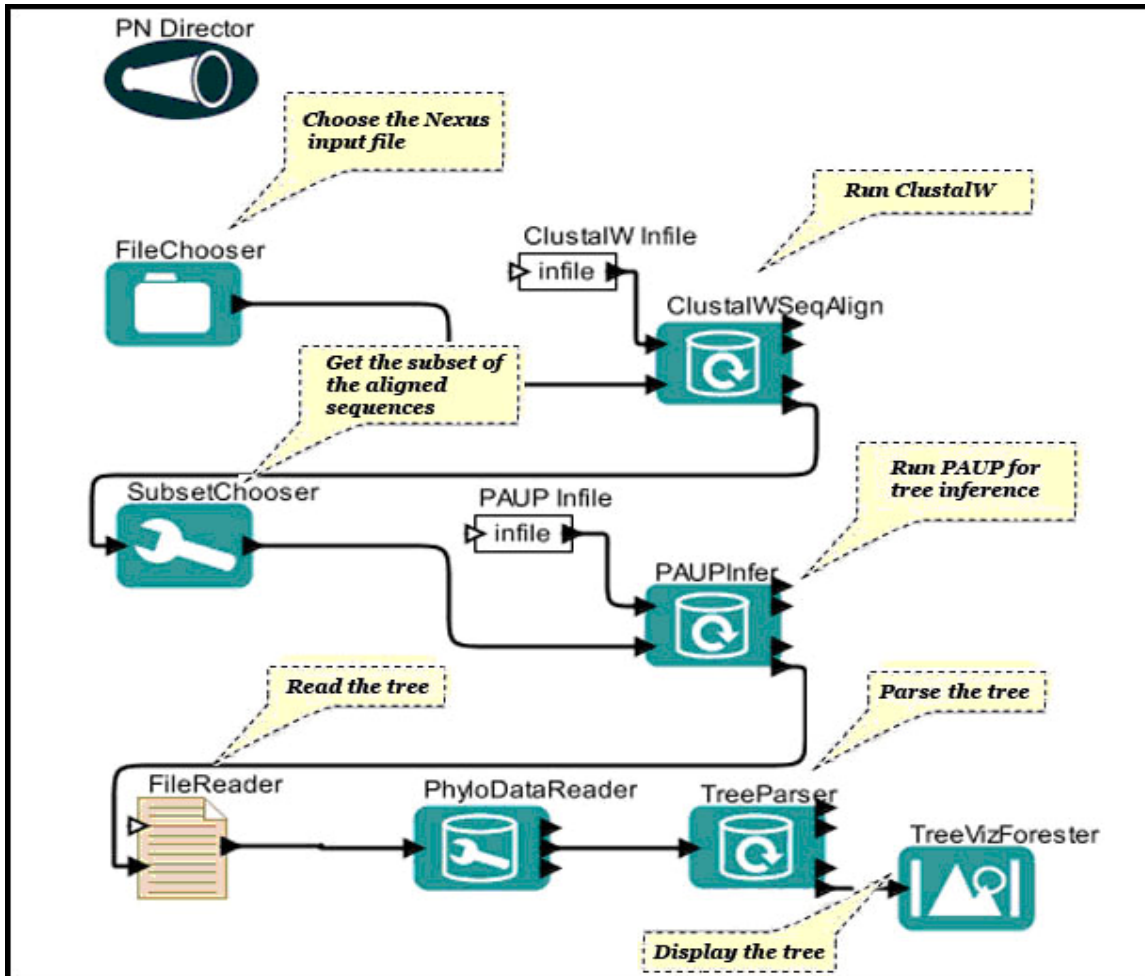 PN Director
Choose the Nexus
input file
Run ClustalW
FileChooser
ClustalW Infile
infile
ClustalWSeqAlign
Get the subset of
the aligned
sequences
SubsetChooser
PAUP Infile
infile
Run PAUP for
tree inference
PAUPInfer
Read the tree
Parse the tree
FileReader
PhyloDataReader
TreeParser
TreeVizForester
Display the tree